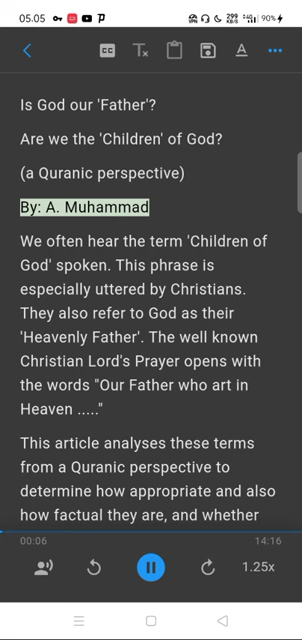 05.05
299 KB/S
4G
90%
CC
Is God our 'Father'?
Are we the 'Children' of God?
(a Quranic perspective)
By: A. Muhammad
We often hear the term 'Children of
God' spoken. This phrase is
especially uttered by Christians.
They also refer to God as their
'Heavenly Father'. The well known
Christian Lord's Prayer opens with
the words "Our Father who art in
Heaven ....."
This article analyses these terms
from a Quranic perspective to
determine how appropriate and also
how factual they are, and whether
00:06
14:16
1.25x